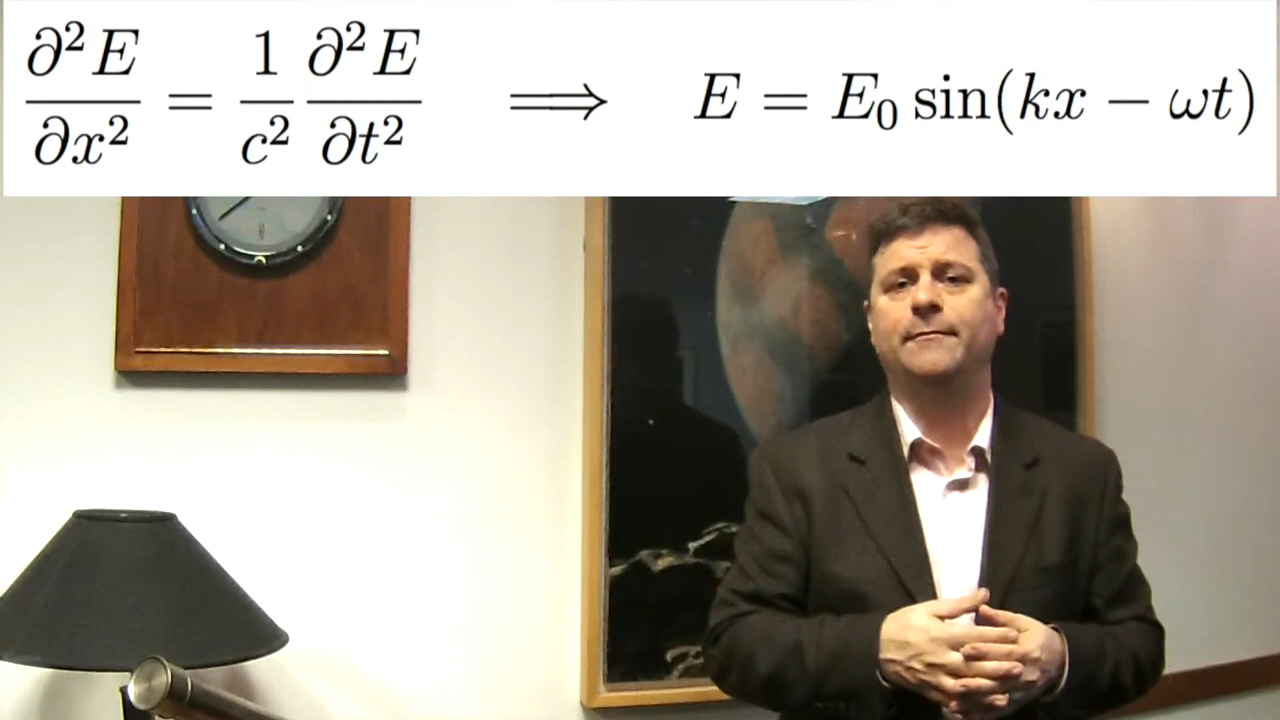 ∂²E/∂x² = 1/c² ∂²E/∂t² ⟹ E = E₀ sin(kx − ωt)